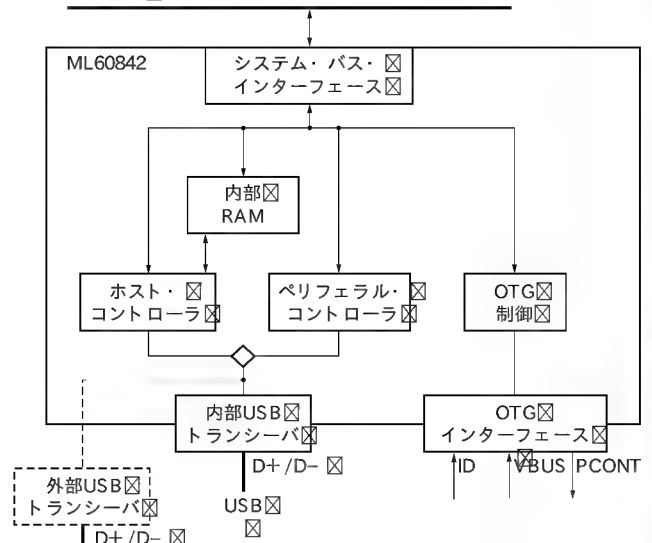 ML60842
システム・バス・
インターフェース
内部
RAM
ホスト・
コントローラ
ペリフェラル・
コントローラ
OTG
制御
内部USB
トランシーバ
OTG
インターフェース
D+/D−
ID
VBUS
PCONT
USB
外部USB
トランシーバ
D+/D−